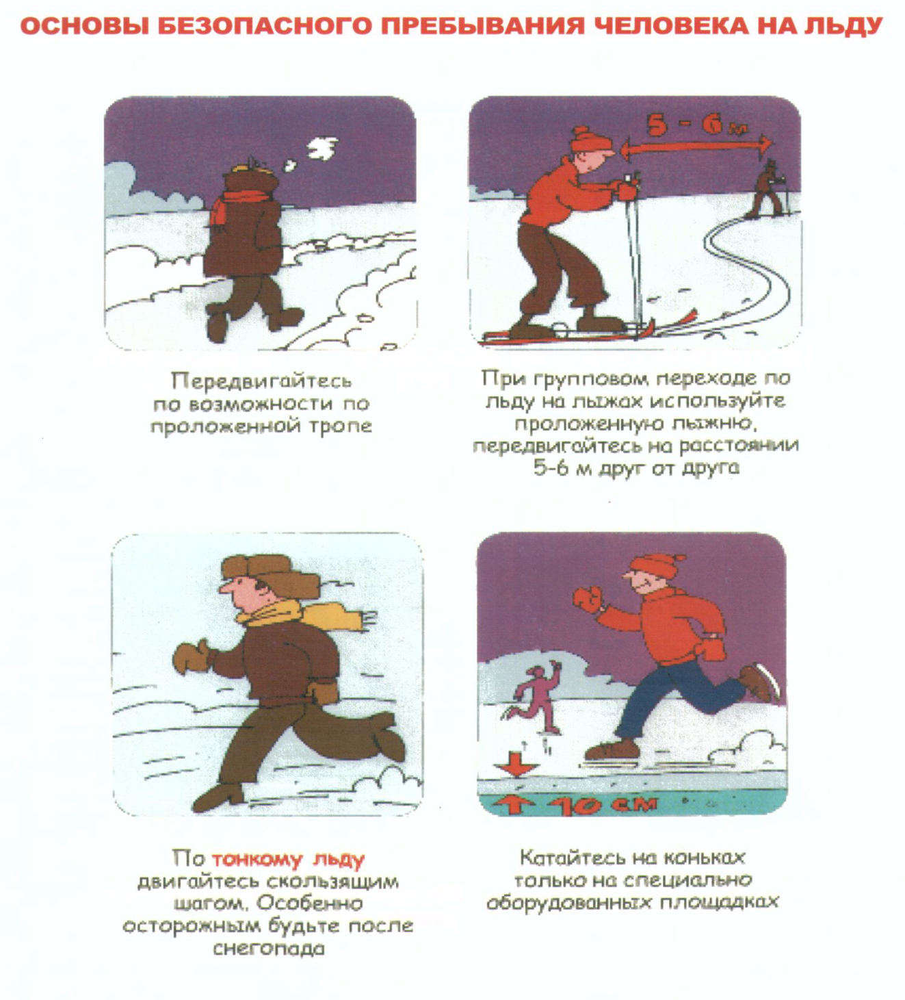 ОСНОВЫ БЕЗОПАСНОГО ПРЕБЫВАНИЯ ЧЕЛОВЕКА НА ЛЬДУ
Передвигайтесь
по возможности по
проложенной тропе
5 - 6 м
При групповом переходе по
льду на лыжах используйте
проложенную лыжню,
передвигайтесь на расстоянии
5-6 м друг от друга
По тонкому льду
двигайтесь скользящим
шагом. Особенно
осторожным будьте после
снегопада
10 см
Катайтесь на коньках
только на специально
оборудованных площадках